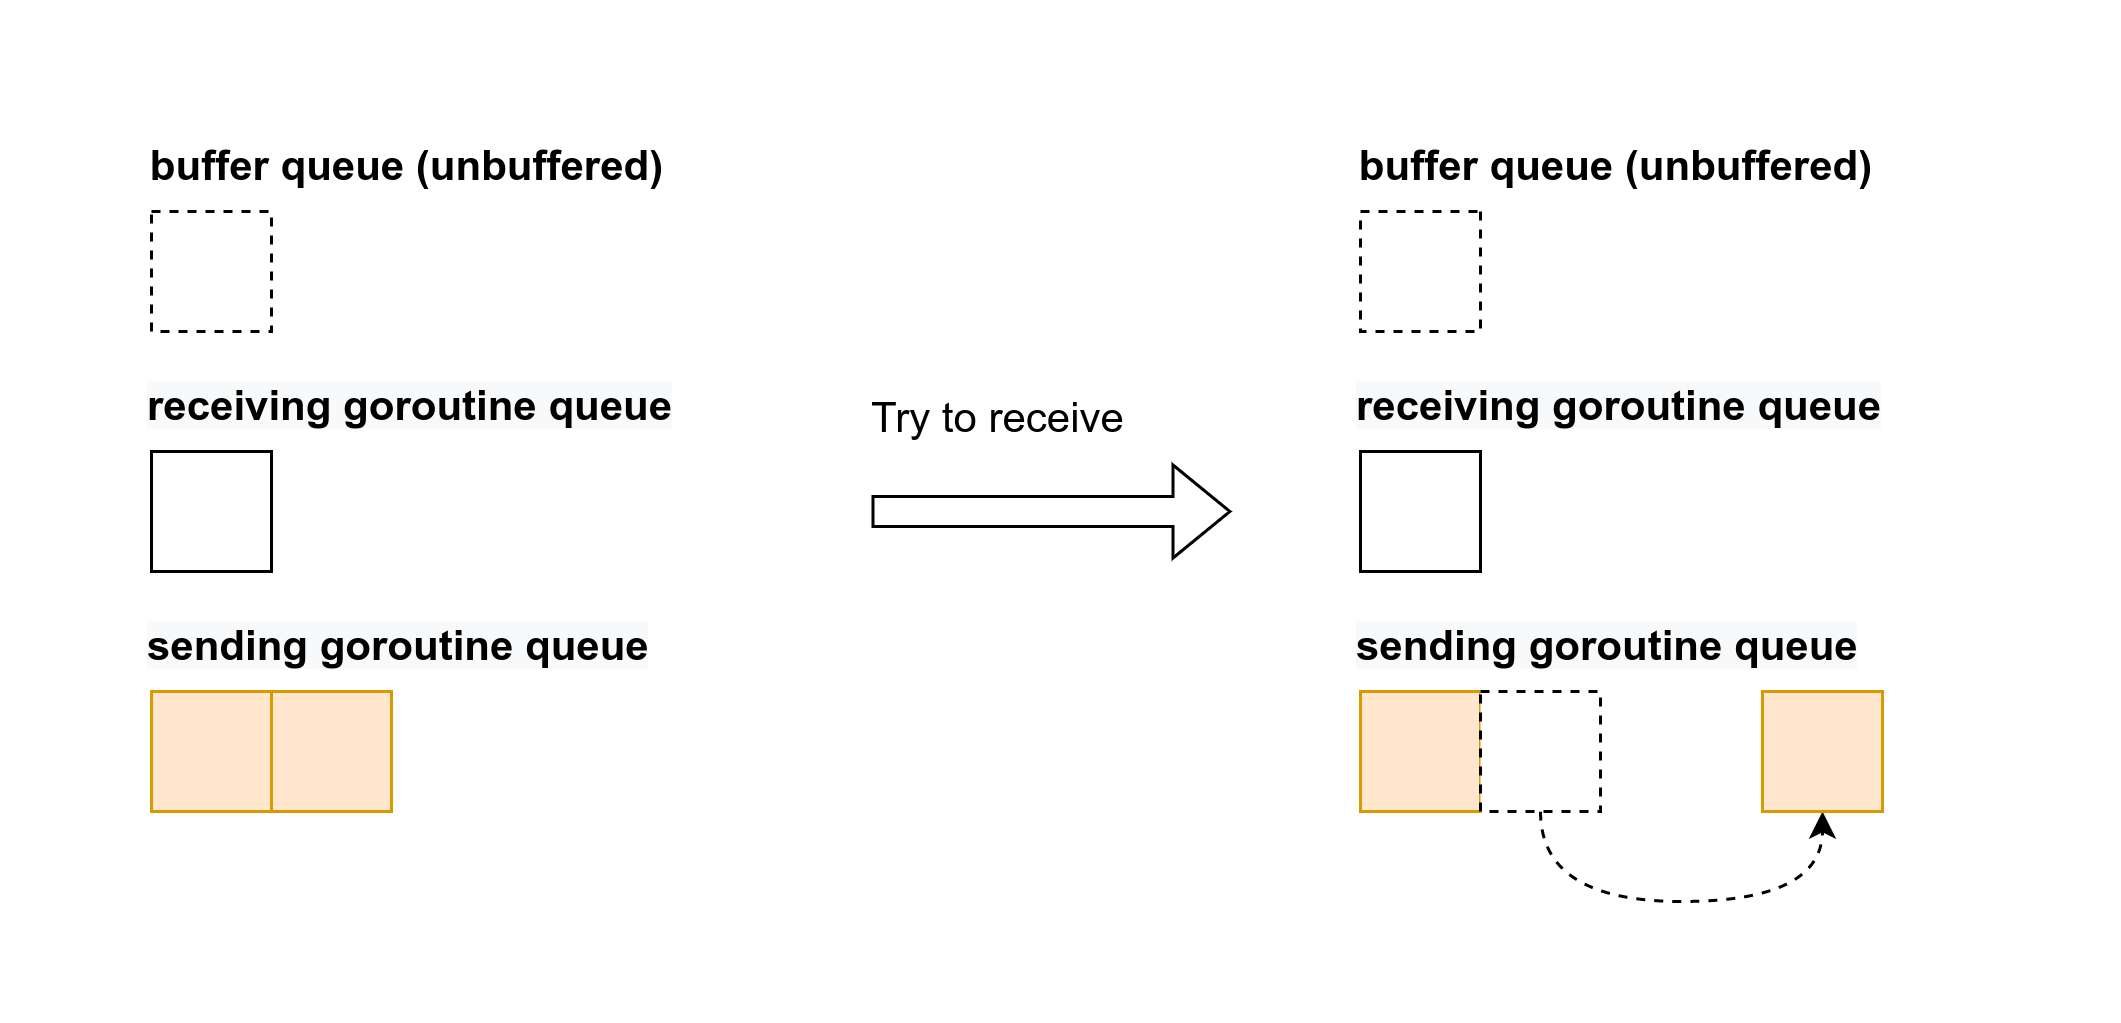 buffer queue (unbuffered)
receiving goroutine queue
sending goroutine queue
Try to receive
buffer queue (unbuffered)
receiving goroutine queue
sending goroutine queue